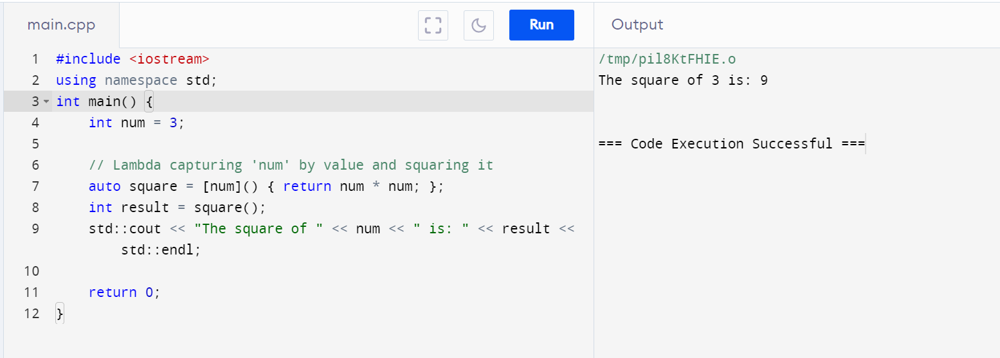 main.cpp
Run
Output
1 #include <iostream>
2 using namespace std;
3 int main() {
4 int num = 3;
5
6 // Lambda capturing 'num' by value and squaring it
7 auto square = [num]() { return num * num; };
8 int result = square();
9 std::cout << "The square of " << num << " is: " << result <<
std::endl;
10
11 return 0;
12 }
/tmp/pil8KtFHIE.o
The square of 3 is: 9
=== Code Execution Successful ===